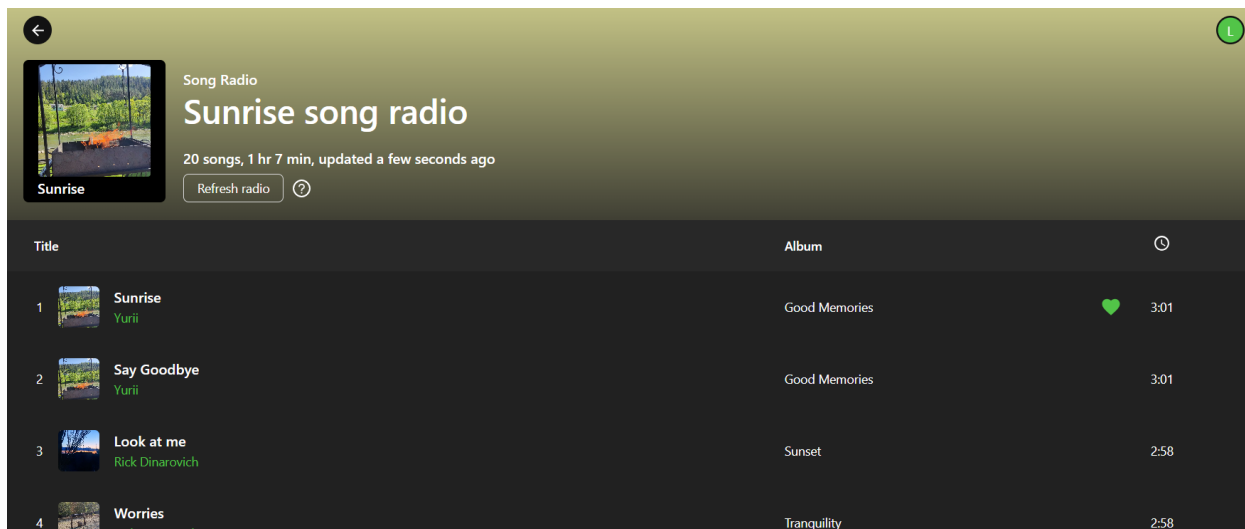 L
Song Radio
Sunrise song radio
20 songs, 1 hr 7 min, updated a few seconds ago
Sunrise
Refresh radio ?
Title Album
1 Sunrise Good Memories 3:01
Yurii
2 Say Goodbye Good Memories 3:01
Yurii
3 Look at me Sunset 2:58
Rick Dinarovich
4 Worries Tranquility 2:58